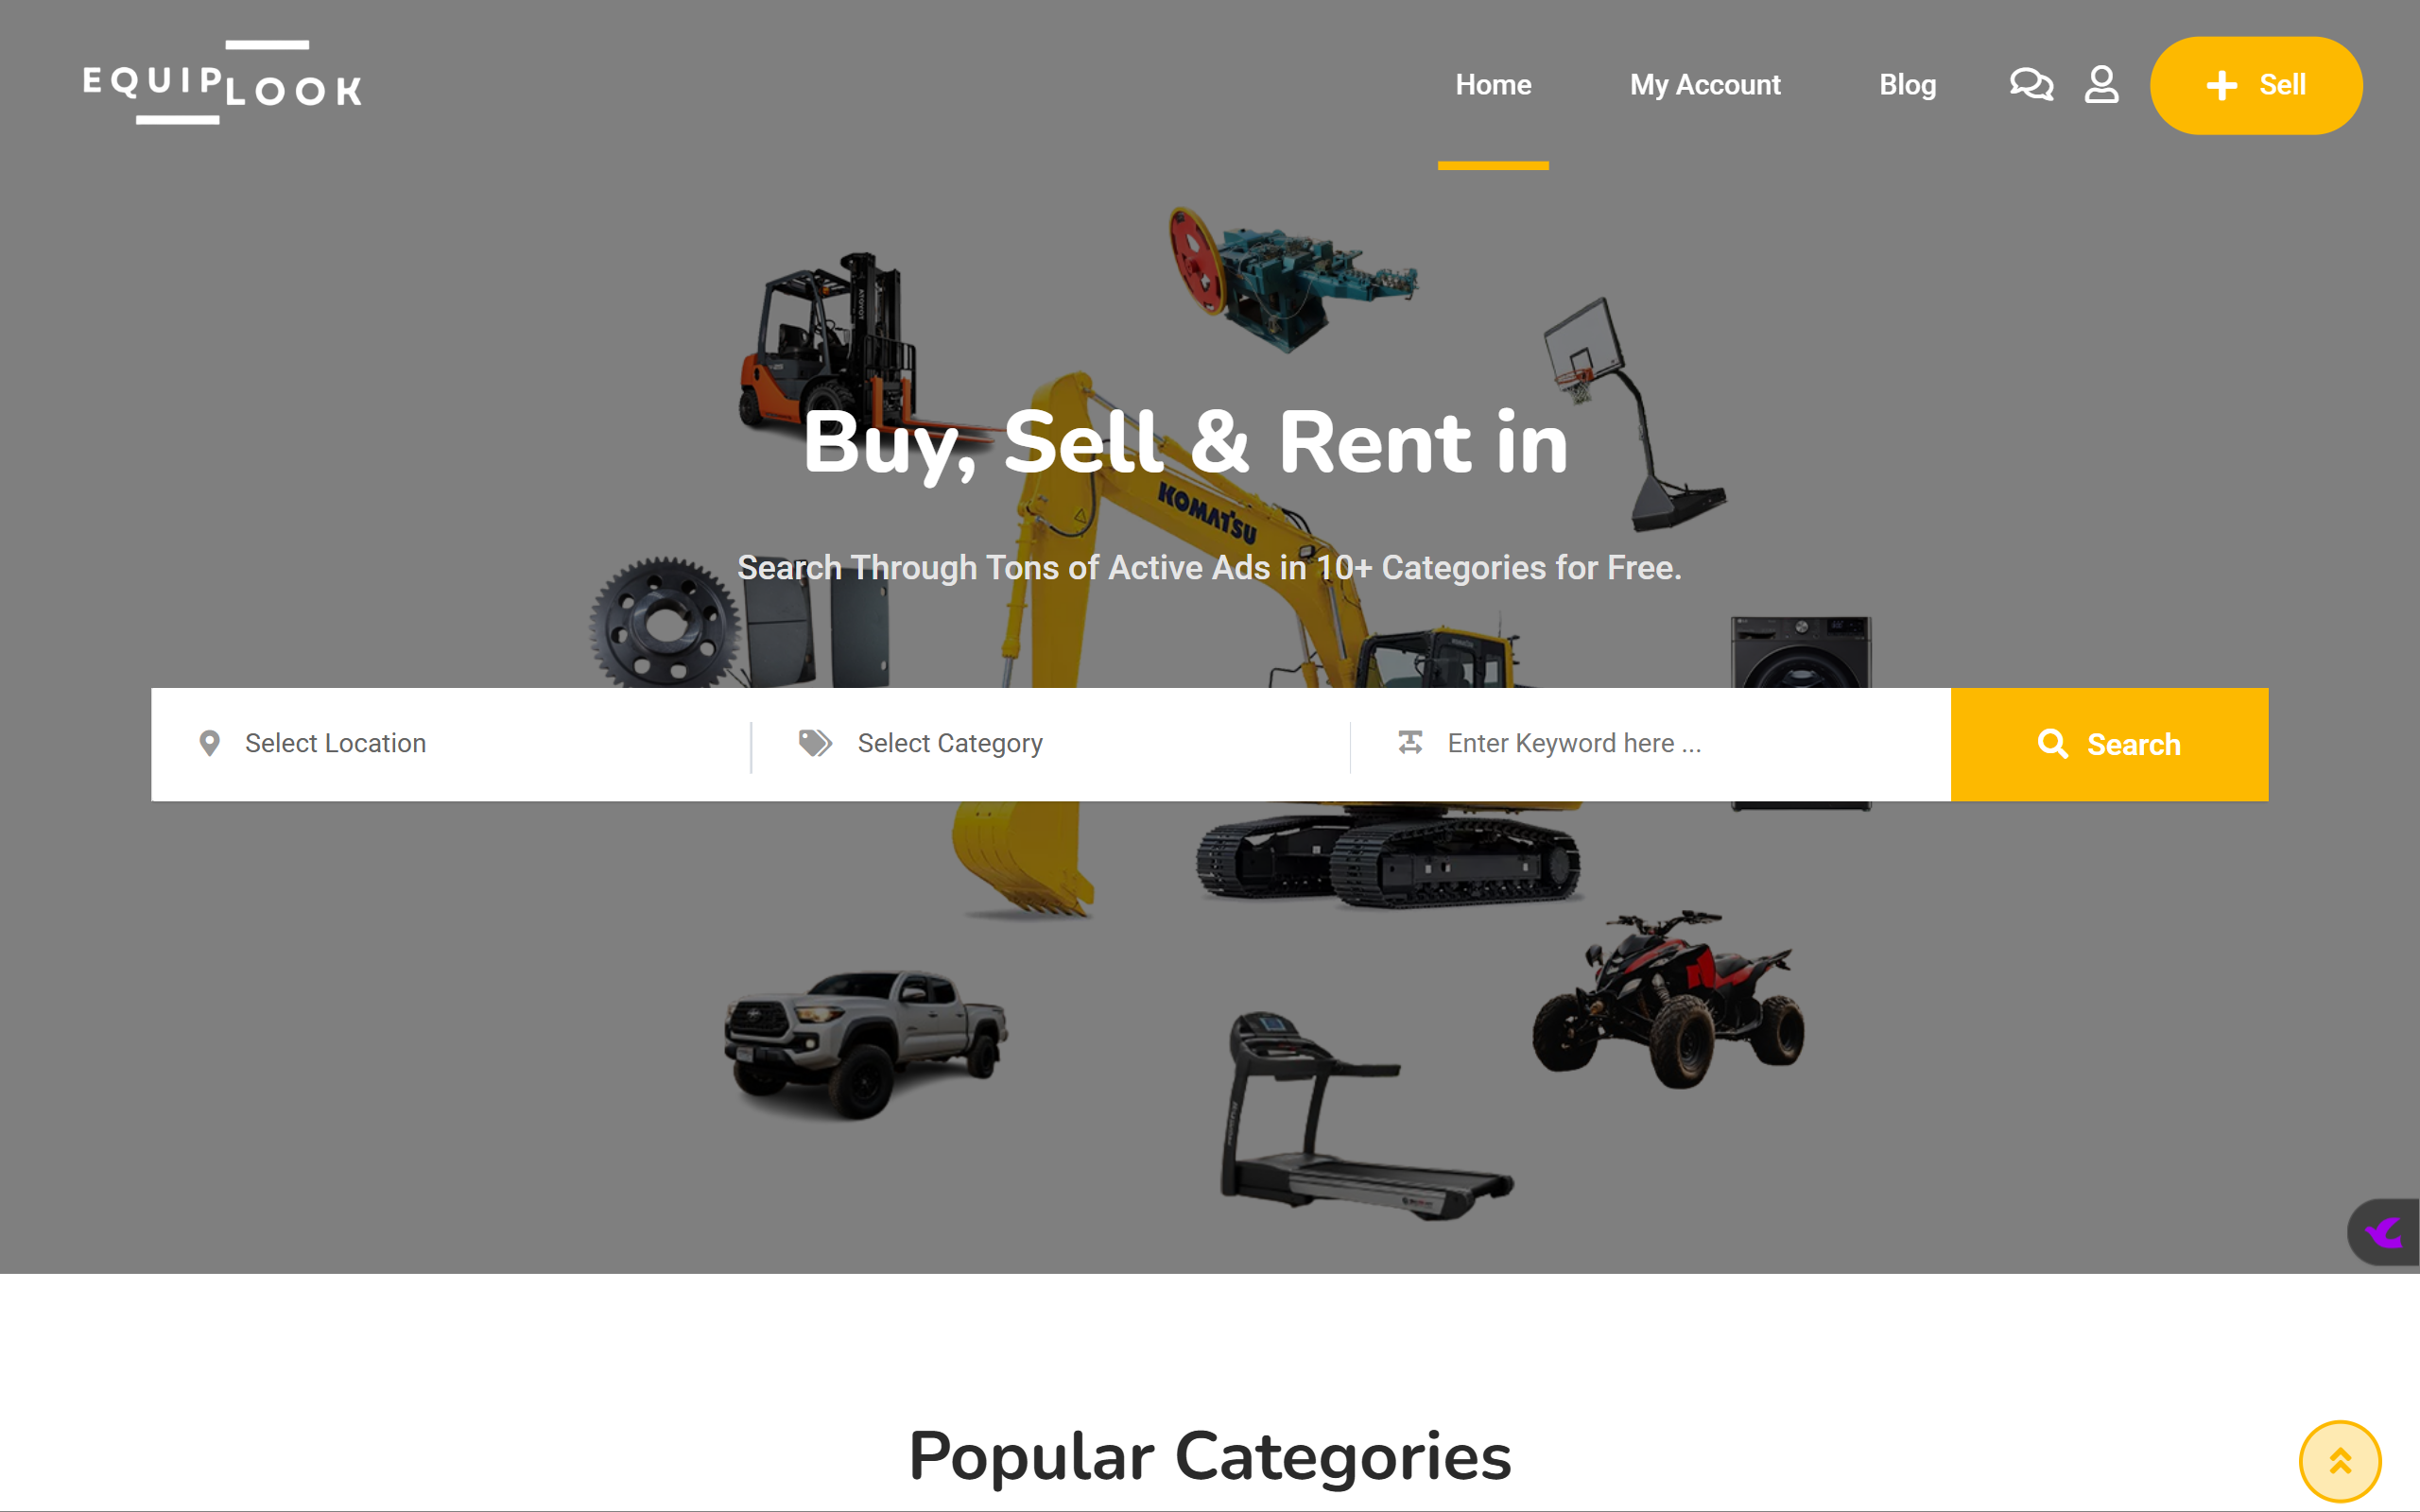 EQUIPLOOK
Home
My Account
Blog
Sell
Buy, Sell & Rent in
KOMATSU
Search Through Tons of Active Ads in 10+ Categories for Free.
Select Location
Select Category
Enter Keyword here ...
Search
Popular Categories